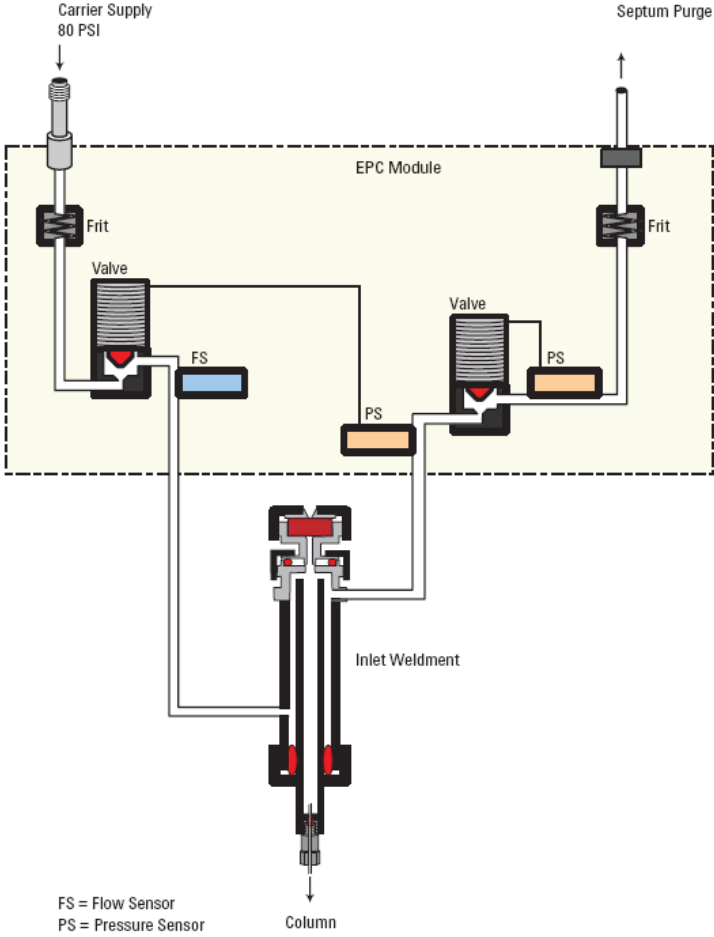 Carrier Supply
80 PSI
Septum Purge
EPC Module
Frit
Frit
Valve
Valve
FS
PS
PS
Inlet Weldment
FS = Flow Sensor
PS = Pressure Sensor
Column